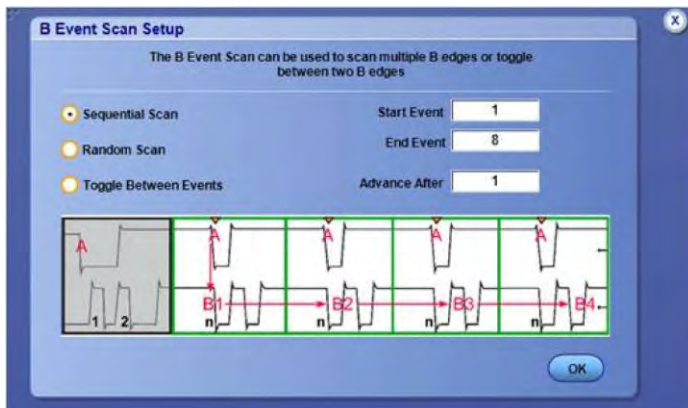 B Event Scan Setup
X
The B Event Scan can be used to scan multiple B edges or toggle
between two B edges
Sequential Scan
Start Event 1
Random Scan
End Event 8
Toggle Between Events
Advance After 1
A A A A A
B1 B2 B3 B4
1 2 n n n n
OK